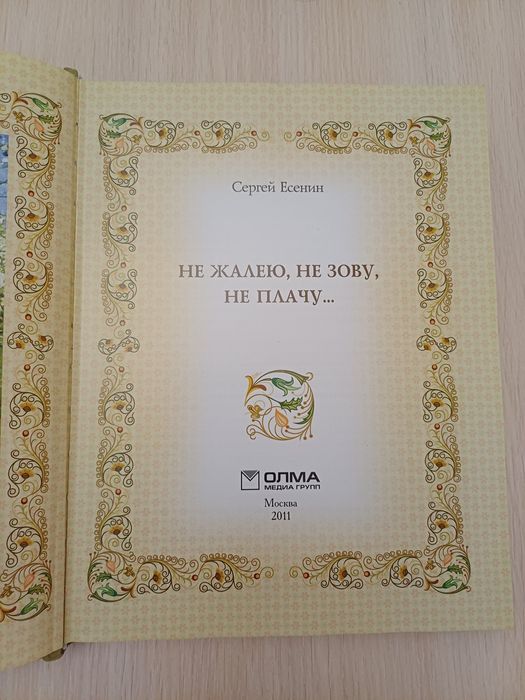 Сергей Есенин
НЕ ЖАЛЕЮ, НЕ ЗОВУ,
НЕ ПЛАЧУ...
ОЛМА
МЕДИА ГРУПП
Москва
2011